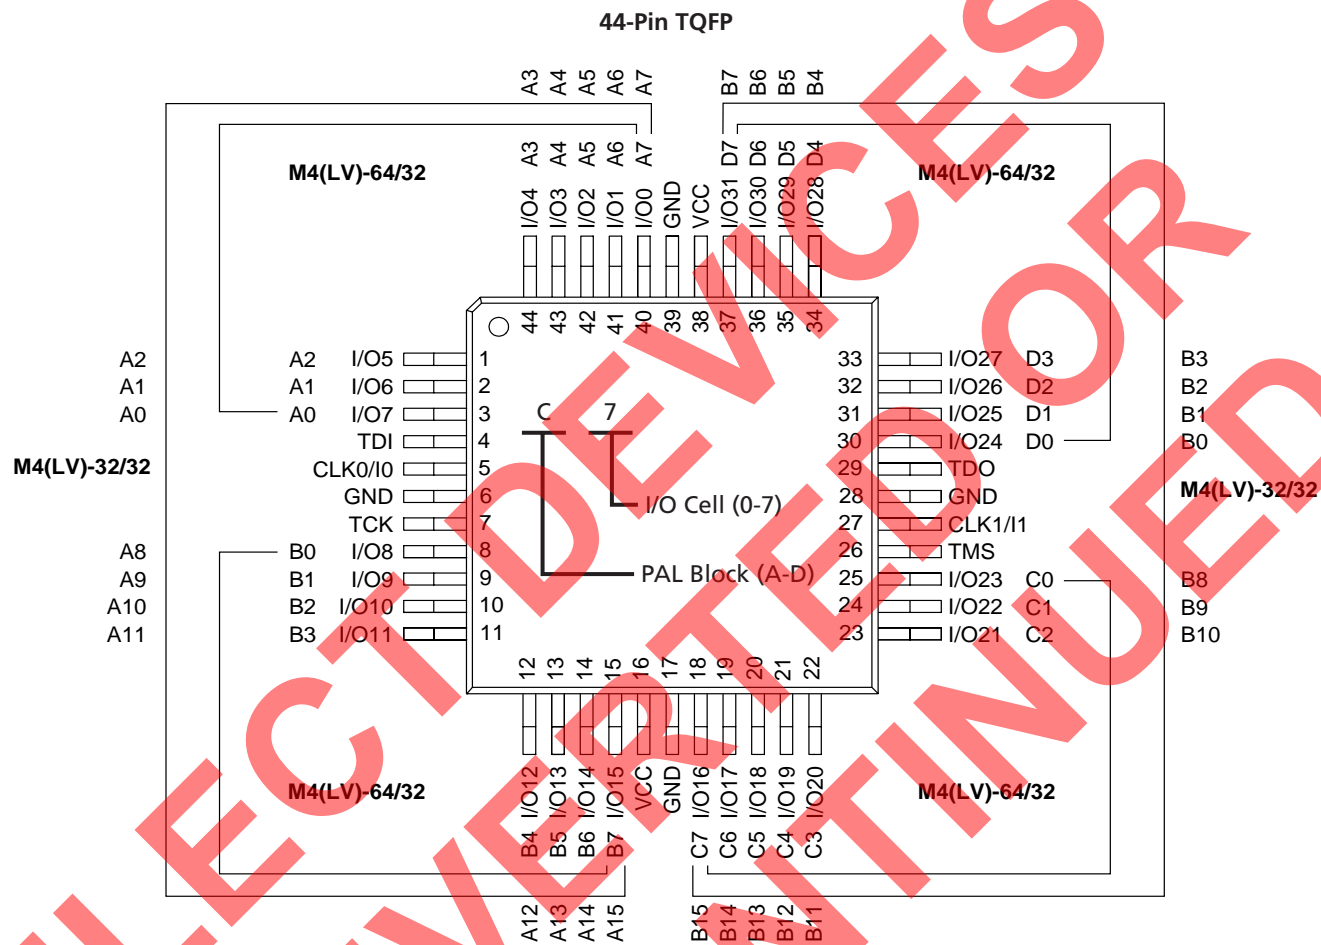 44-Pin TQFP
A3 A4 A5 A6 A7 B7 B6 B5 B4
A3 A4 A5 A6 A7 D7 D6 D5 D4
M4(LV)-64/32 M4(LV)-64/32
I/O4 I/O3 I/O2 I/O1 I/O0 GND VCC I/O31 I/O30 I/O29 I/O28
44 43 42 41 40 39 38 37 36 35 34
A2 A2 I/O5 1 33 I/O27 D3 B3
A1 A1 I/O6 2 32 I/O26 D2 B2
A0 A0 I/O7 3 C 7 31 I/O25 D1 B1
TDI 4 30 I/O24 D0 B0
M4(LV)-32/32 CLK0/I0 5 29 TDO
GND 6 28 GND M4(LV)-32/32
I/O Cell (0-7)
TCK 7 27 CLK1/I1
A8 B0 I/O8 8 26 TMS
A9 B1 I/O9 9 PAL Block (A-D) 25 I/O23 C0 B8
A10 B2 I/O10 10 24 I/O22 C1 B9
A11 B3 I/O11 11 23 I/O21 C2 B10
12 13 14 15 16 17 18 19 20 21 22
I/O12 I/O13 I/O14 I/O15 VCC GND I/O16 I/O17 I/O18 I/O19 I/O20
M4(LV)-64/32 M4(LV)-64/32
B4 B5 B6 B7 C7 C6 C5 C4 C3
A12 A13 A14 A15 B15 B14 B13 B12 B11
DEVICES
OR